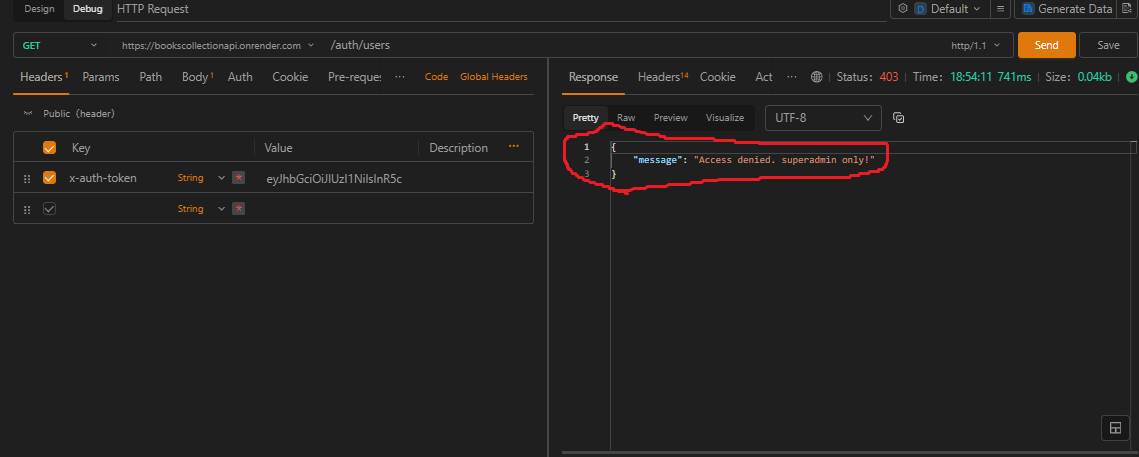 Design Debug HTTP Request Default Generate Data
GET https://bookscollectionapi.onrender.com /auth/users http/1.1 Send Save
Headers 1 Params Path Body 1 Auth Cookie Pre-reques ... Code Global Headers
Response Headers 14 Cookie Act ... Status: 403 Time: 18:54:11 741ms Size: 0.04kb
Public (header)
Pretty Raw Preview Visualize UTF-8
Key Value Description ...
x-auth-token String * eyJhbGciOiJIUzI1NiIsInR5c
String *
1 {
2 "message": "Access denied. superadmin only!"
3 }